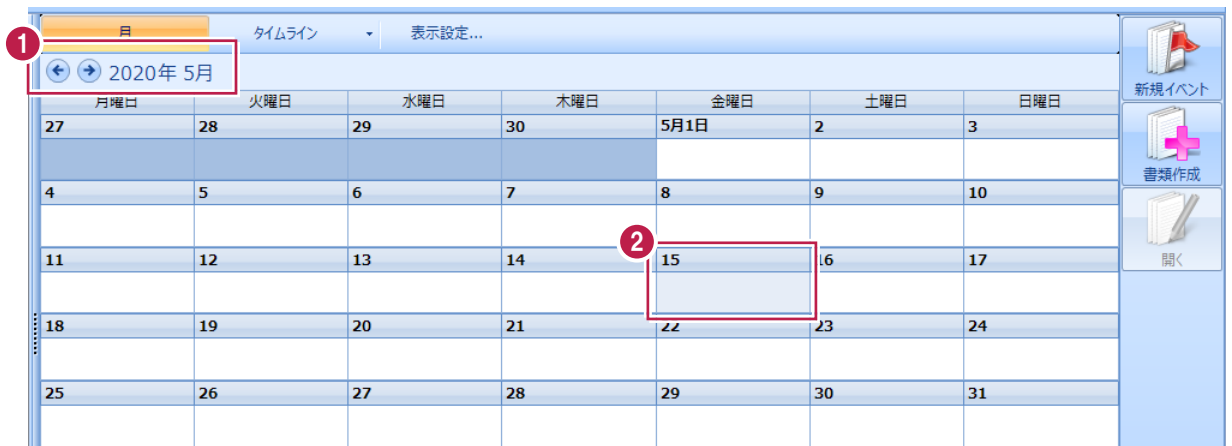 月 タイムライン 表示設定...
1
2020年 5月
月曜日 火曜日 水曜日 木曜日 金曜日 土曜日 日曜日
27 28 29 30 5月1日 2 3
4 5 6 7 8 9 10
2
11 12 13 14 15 16 17
18 19 20 21 22 23 24
25 26 27 28 29 30 31
新規イベント
書類作成
開く